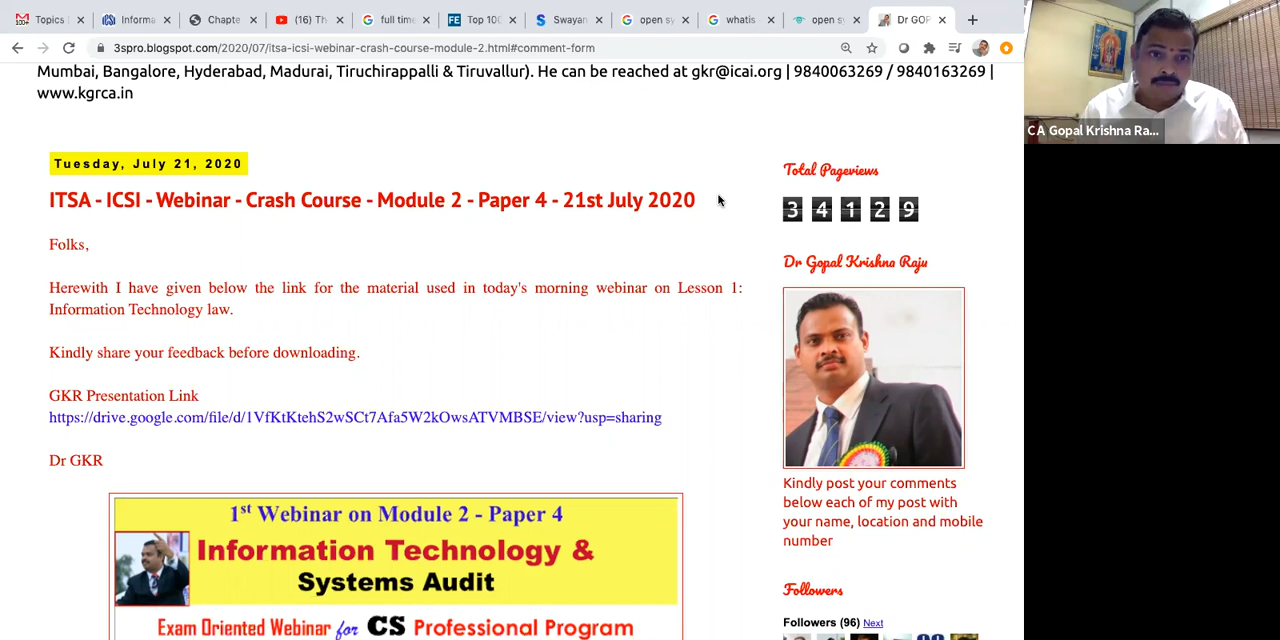 Topics
Informa
Chapte
(16) Th
full time
Top 100
Swayan
open sy
whatis
open sy
Dr GOP
3spro.blogspot.com/2020/07/itsa-icsi-webinar-crash-course-module-2.html#comment-form
Mumbai, Bangalore, Hyderabad, Madurai, Tiruchirappalli & Tiruvallur). He can be reached at gkr@icai.org | 9840063269 / 9840163269 |
www.kgrca.in
CA Gopal Krishna Ra...
Tuesday, July 21, 2020
ITSA - ICSI - Webinar - Crash Course - Module 2 - Paper 4 - 21st July 2020
Folks,
Herewith I have given below the link for the material used in today's morning webinar on Lesson 1:
Information Technology law.
Kindly share your feedback before downloading.
GKR Presentation Link
https://drive.google.com/file/d/1VfKtKtehS2wSCt7Afa5W2kOwsATVMBSE/view?usp=sharing
Dr GKR
1st Webinar on Module 2 - Paper 4
Information Technology &
Systems Audit
Exam Oriented Webinar for CS Professional Program
Total Pageviews
3 4 1 2 9
Dr Gopal Krishna Raju
Kindly post your comments
below each of my post with
your name, location and mobile
number
Followers
Followers (96) Next